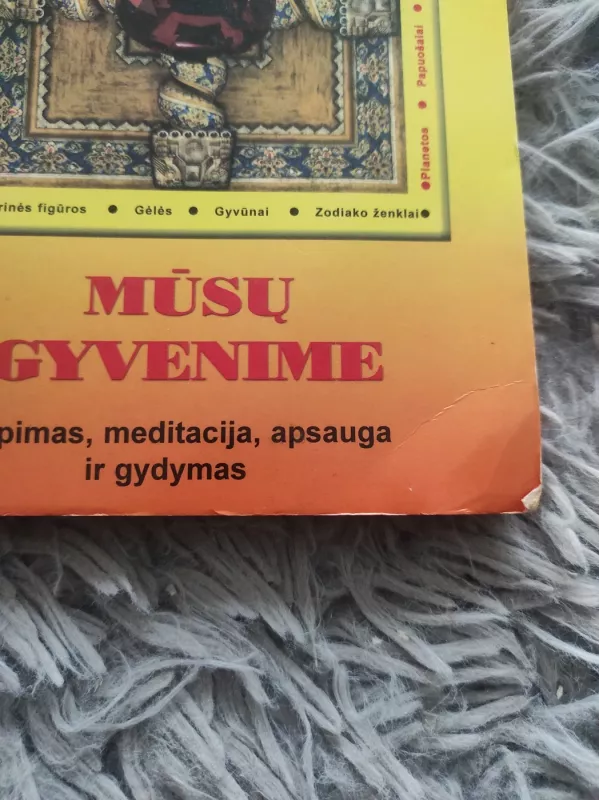 Planetos ● Papuošalai ●
rinės figūros ● Gėlės ● Gyvūnai ● Zodiako ženklai●
MŪSŲ
GYVENIME
pimas, meditacija, apsauga
ir gydymas